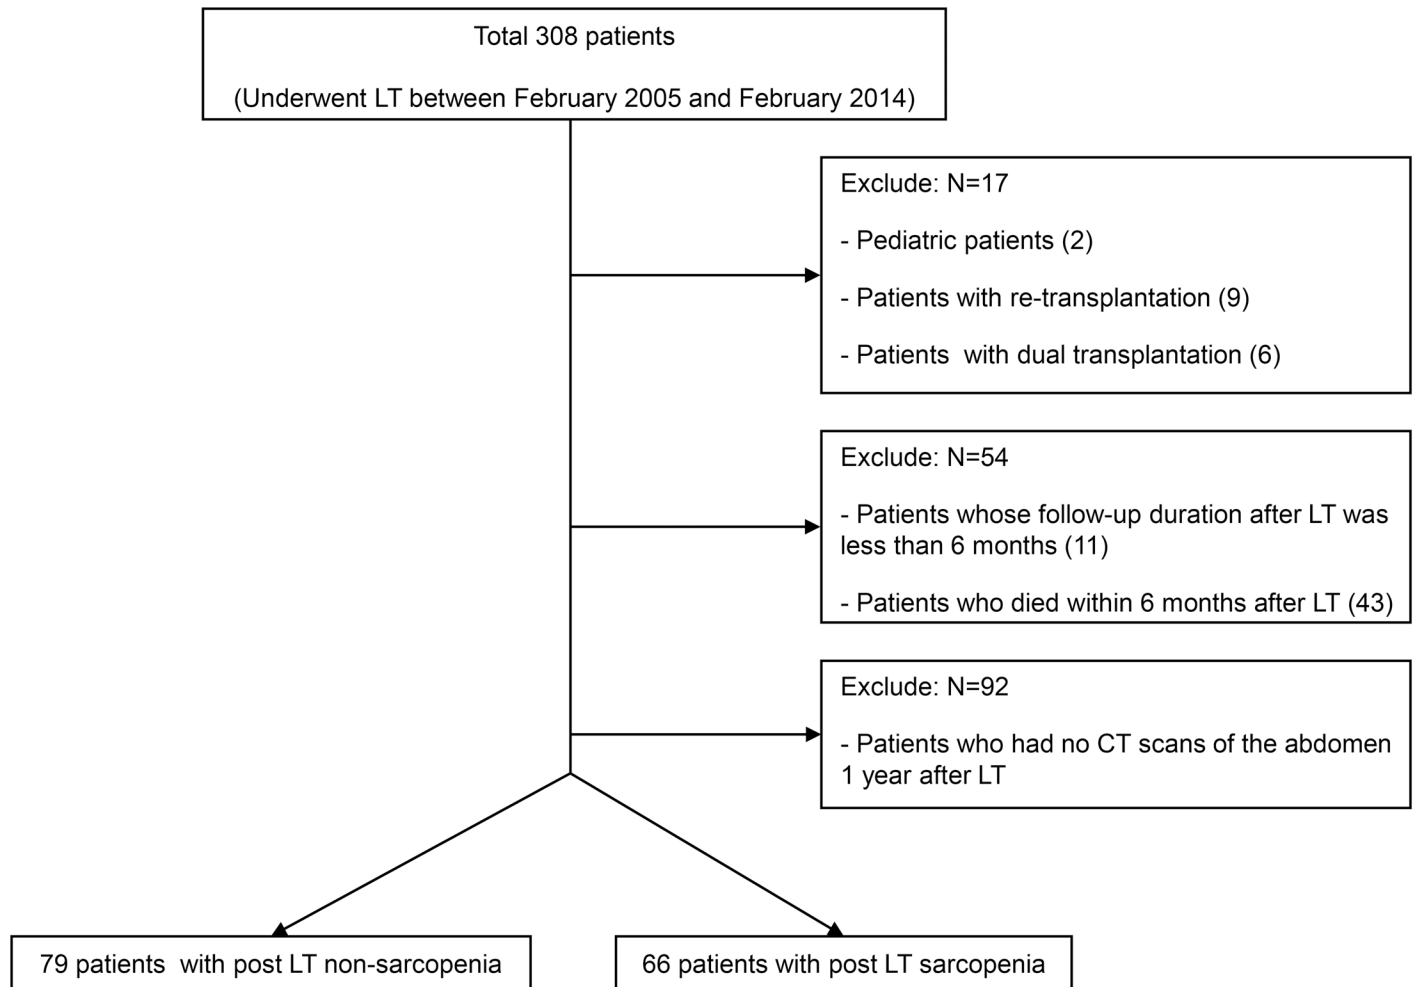 Total 308 patients
(Underwent LT between February 2005 and February 2014)
Exclude: N=17
- Pediatric patients (2)
- Patients with re-transplantation (9)
- Patients  with dual transplantation (6)
Exclude: N=54
- Patients whose follow-up duration after LT was
less than 6 months (11)
- Patients who died within 6 months after LT (43)
Exclude: N=92
- Patients who had no CT scans of the abdomen
1 year after LT
79 patients  with post LT non-sarcopenia
66 patients with post LT sarcopenia